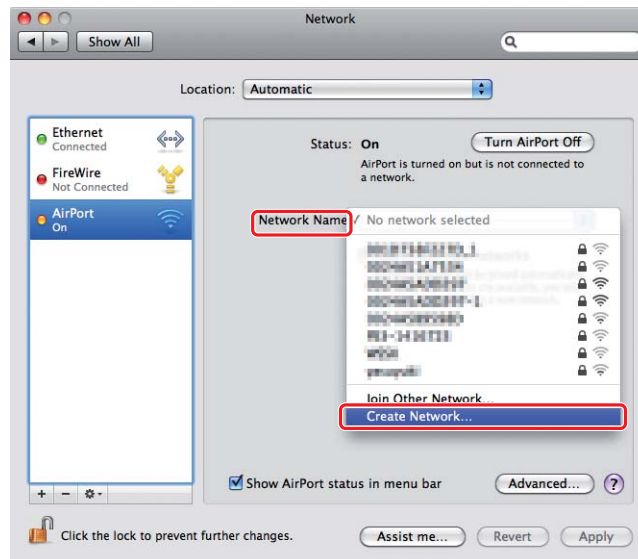 Network
Show All
Location: Automatic
Ethernet
Connected
FireWire
Not Connected
AirPort
On
Status: On
Turn AirPort Off
AirPort is turned on but is not connected to
a network.
Network Name
✓ No network selected
Join Other Network...
Create Network...
Show AirPort status in menu bar
Advanced...
?
Click the lock to prevent further changes.
Assist me...
Revert
Apply